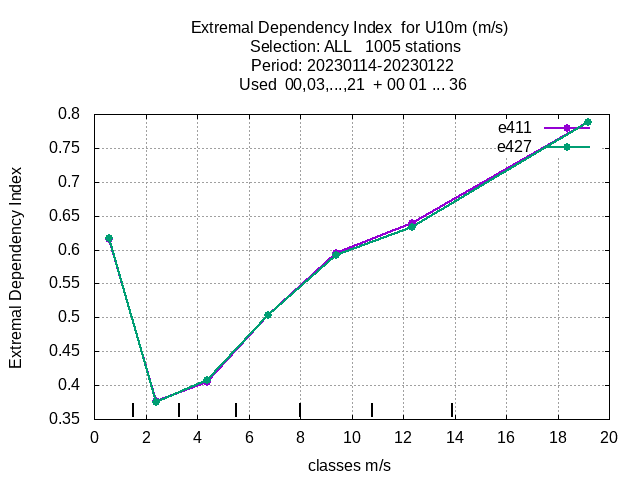 Extremal Dependency Index  for U10m (m/s)
Selection: ALL   1005 stations
Period: 20230114-20230122
Used  00,03,...,21  + 00 01 ... 36
Extremal Dependency Index
0.8
0.75
0.7
0.65
0.6
0.55
0.5
0.45
0.4
0.35
e411
e427
0 2 4 6 8 10 12 14 16 18 20
classes m/s